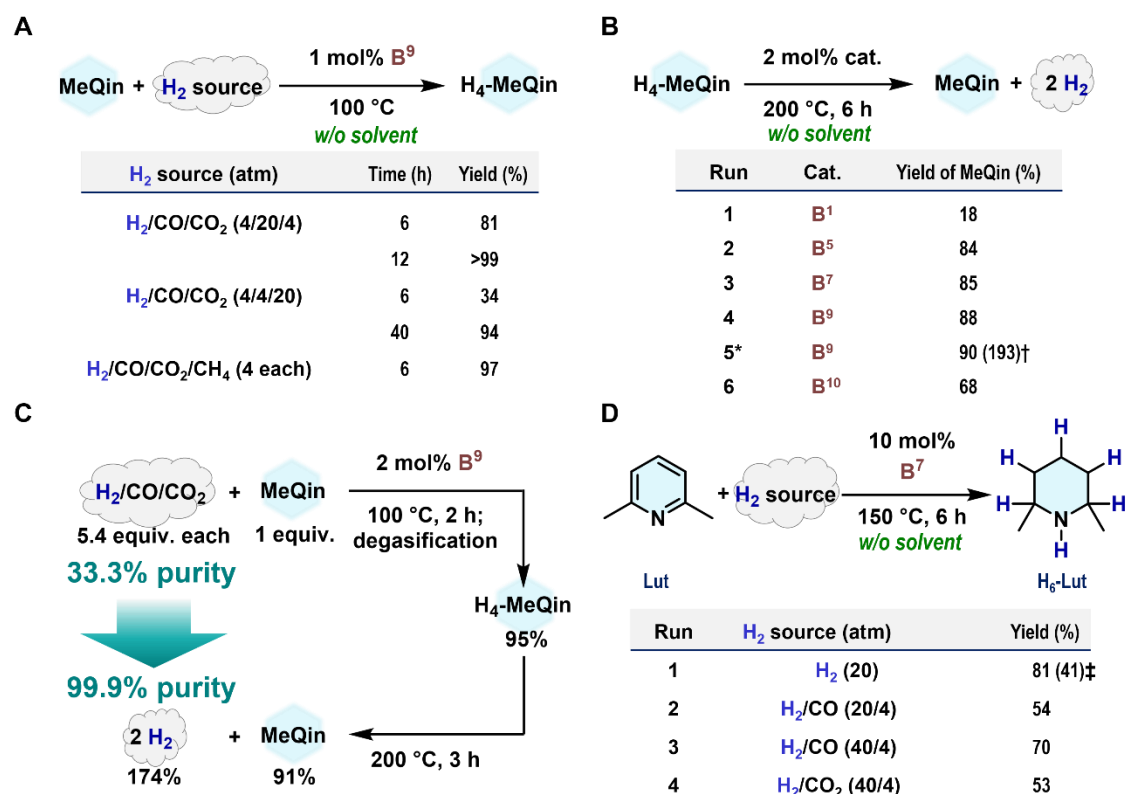 A
MeQin + H₂ source
1 mol% B⁹
100 °C
w/o solvent
H₄-MeQin
H₂ source (atm) Time (h) Yield (%)
H₂/CO/CO₂ (4/20/4) 6 81
12 >99
H₂/CO/CO₂ (4/4/20) 6 34
40 94
H₂/CO/CO₂/CH₄ (4 each) 6 97
B
H₄-MeQin
2 mol% cat.
200 °C, 6 h
w/o solvent
MeQin + 2 H₂
Run Cat. Yield of MeQin (%)
1 B¹ 18
2 B⁵ 84
3 B⁷ 85
4 B⁹ 88
5* B⁹ 90 (193)†
6 B¹⁰ 68
C
H₂/CO/CO₂ + MeQin
5.4 equiv. each 1 equiv.
2 mol% B⁹
100 °C, 2 h;
degasification
33.3% purity
H₄-MeQin
95%
99.9% purity
2 H₂ + MeQin
174% 91%
200 °C, 3 h
D
N
+ H₂ source
10 mol%
B⁷
150 °C, 6 h
w/o solvent
H
H H
H H
N
H
Lut H₆-Lut
Run H₂ source (atm) Yield (%)
1 H₂ (20) 81 (41)‡
2 H₂/CO (20/4) 54
3 H₂/CO (40/4) 70
4 H₂/CO₂ (40/4) 53